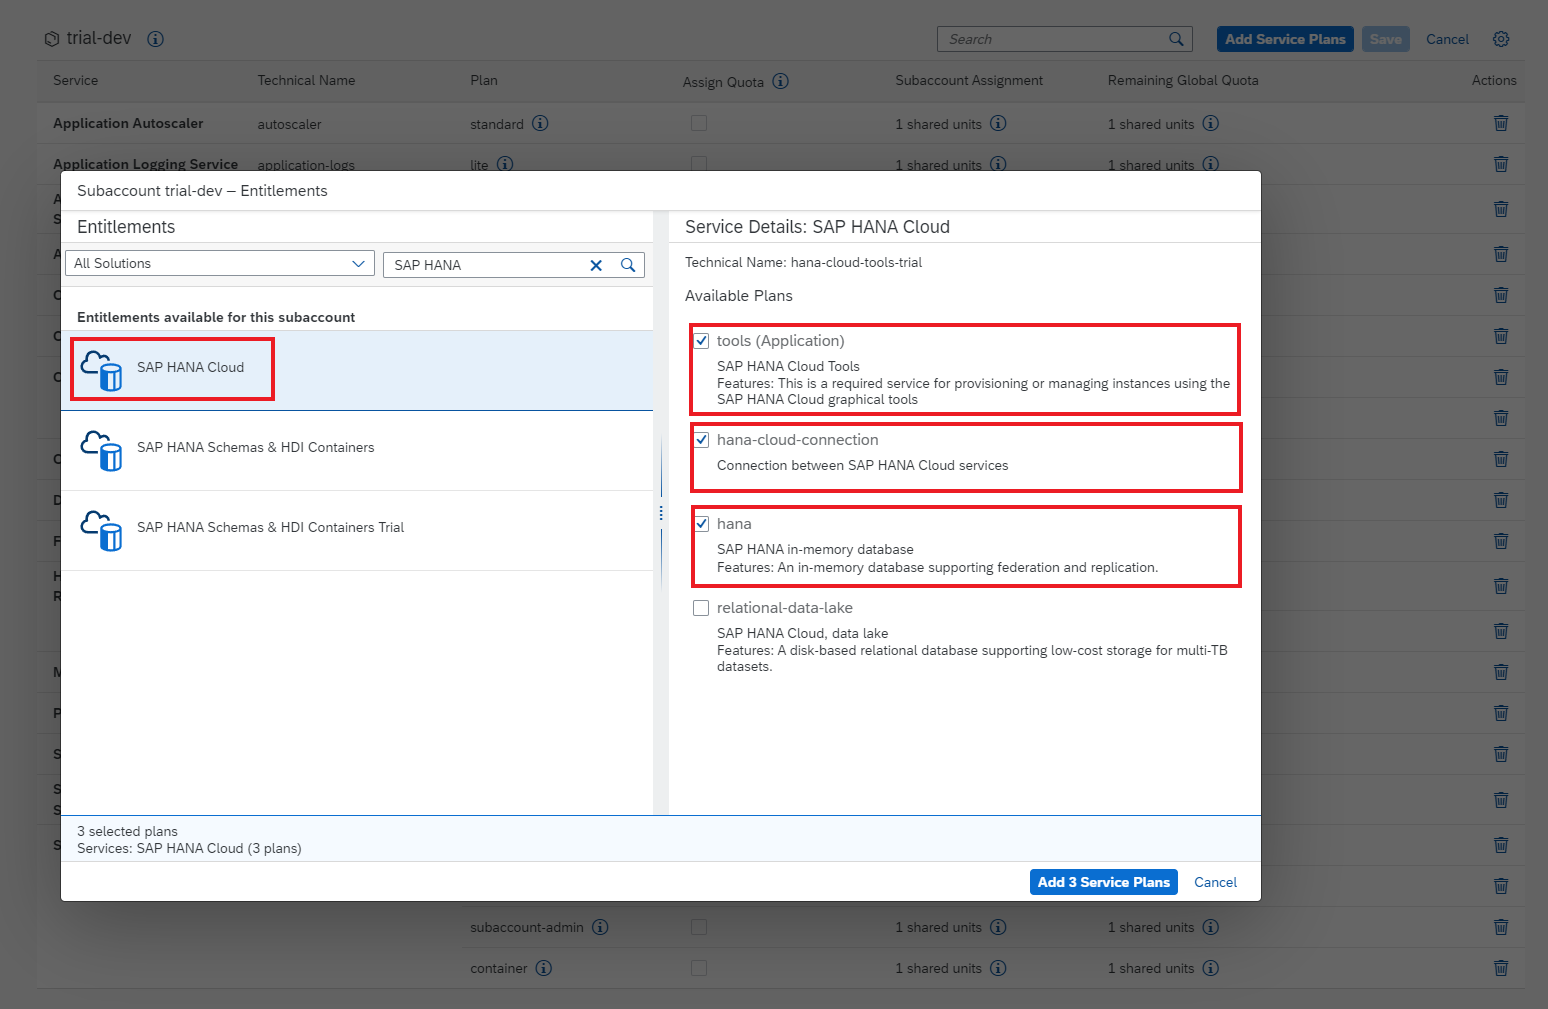 trial-dev
Search
Add Service Plans
Save
Cancel
Service Technical Name Plan Assign Quota Subaccount Assignment Remaining Global Quota Actions
Application Autoscaler autoscaler standard 1 shared units 1 shared units
Application Logging Service application-logs lite 1 shared units 1 shared units
Subaccount trial-dev – Entitlements
Entitlements
All Solutions
SAP HANA
Entitlements available for this subaccount
SAP HANA Cloud
SAP HANA Schemas & HDI Containers
SAP HANA Schemas & HDI Containers Trial
Service Details: SAP HANA Cloud
Technical Name: hana-cloud-tools-trial
Available Plans
tools (Application)
SAP HANA Cloud Tools
Features: This is a required service for provisioning or managing instances using the
SAP HANA Cloud graphical tools
hana-cloud-connection
Connection between SAP HANA Cloud services
hana
SAP HANA in-memory database
Features: An in-memory database supporting federation and replication.
relational-data-lake
SAP HANA Cloud, data lake
Features: A disk-based relational database supporting low-cost storage for multi-TB
datasets.
3 selected plans
Services: SAP HANA Cloud (3 plans)
Add 3 Service Plans
Cancel
subaccount-admin 1 shared units 1 shared units
container 1 shared units 1 shared units